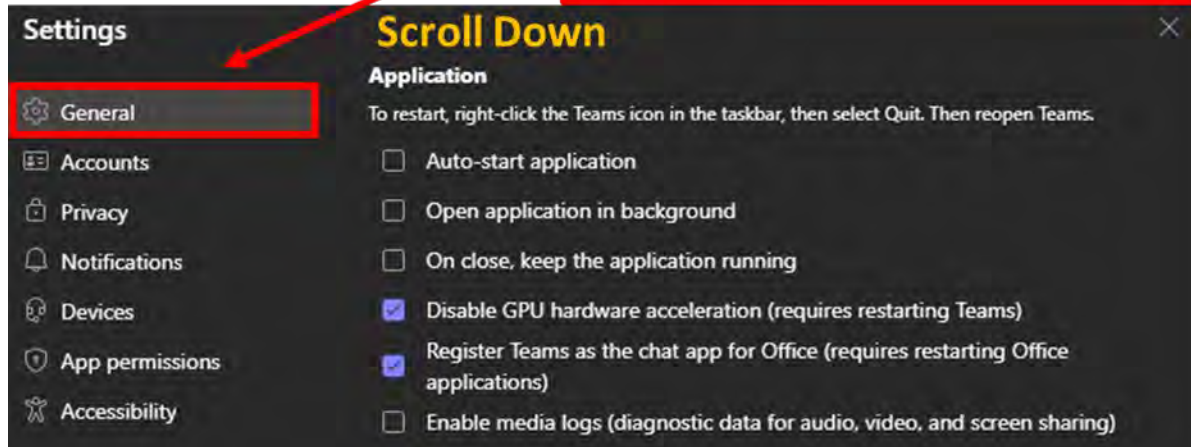 Settings
Scroll Down
General
Accounts
Privacy
Notifications
Devices
App permissions
Accessibility
Application
To restart, right-click the Teams icon in the taskbar, then select Quit. Then reopen Teams.
Auto-start application
Open application in background
On close, keep the application running
Disable GPU hardware acceleration (requires restarting Teams)
Register Teams as the chat app for Office (requires restarting Office
applications)
Enable media logs (diagnostic data for audio, video, and screen sharing)